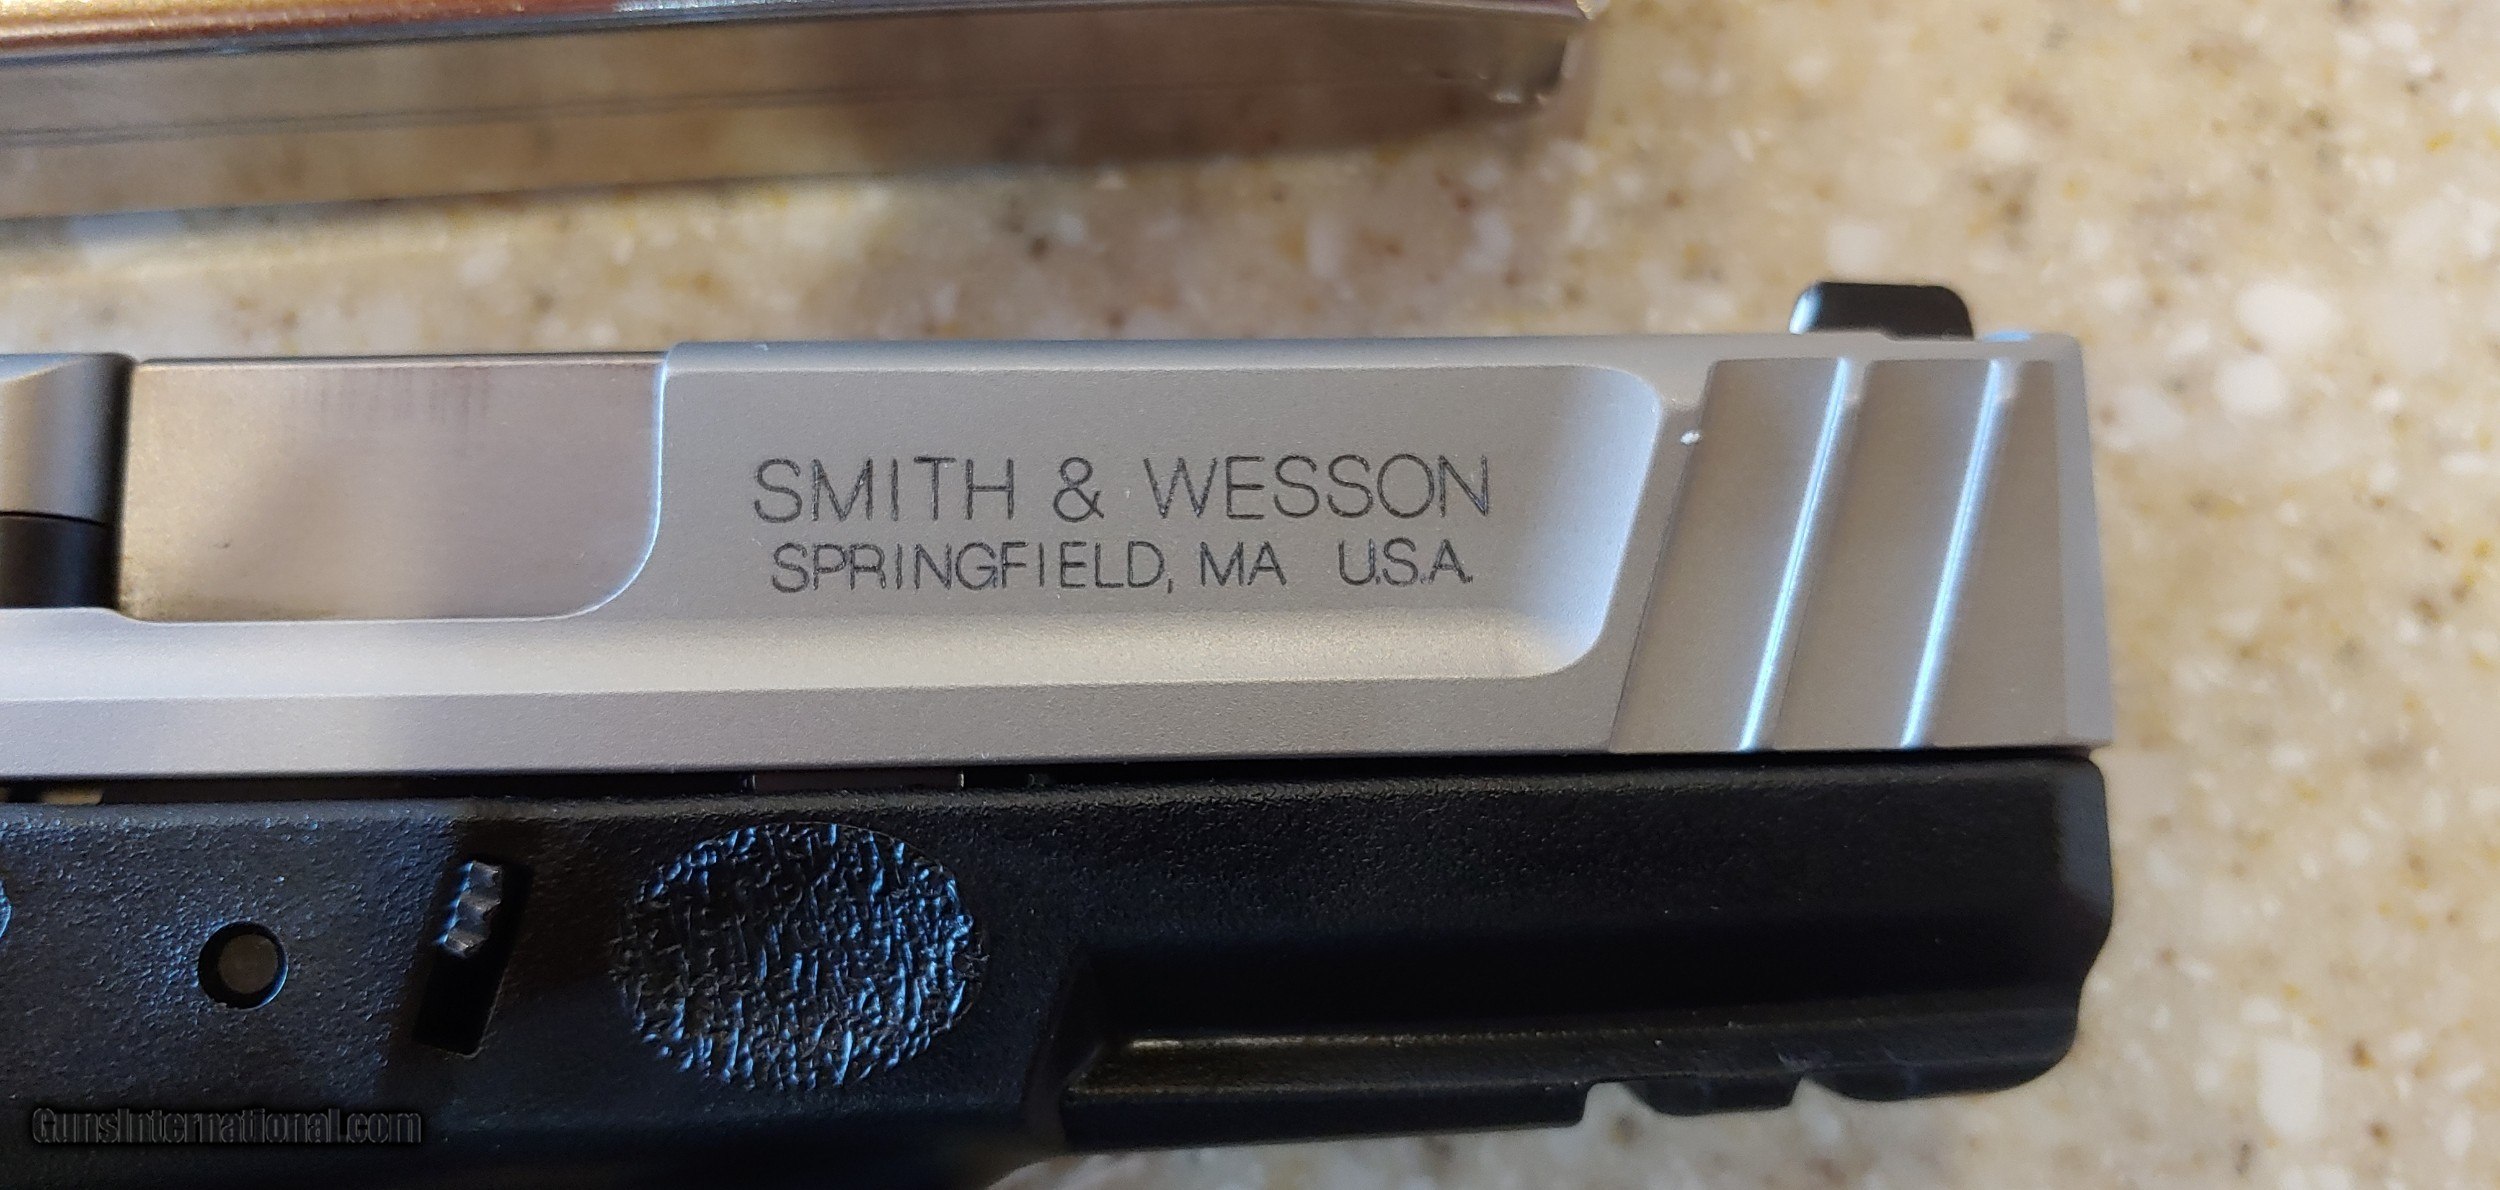 SMITH & WESSON
SPRINGFIELD, MA U.S.A.
GunsInternational.com